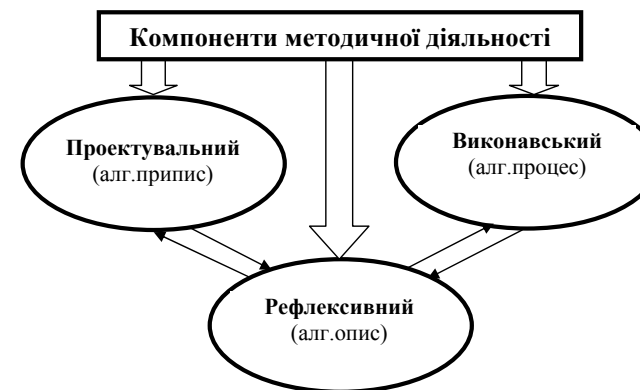 Компоненти методичної діяльності
Проектувальний
(алг.припис)
Виконавський
(алг.процес)
Рефлексивний
(алг.опис)